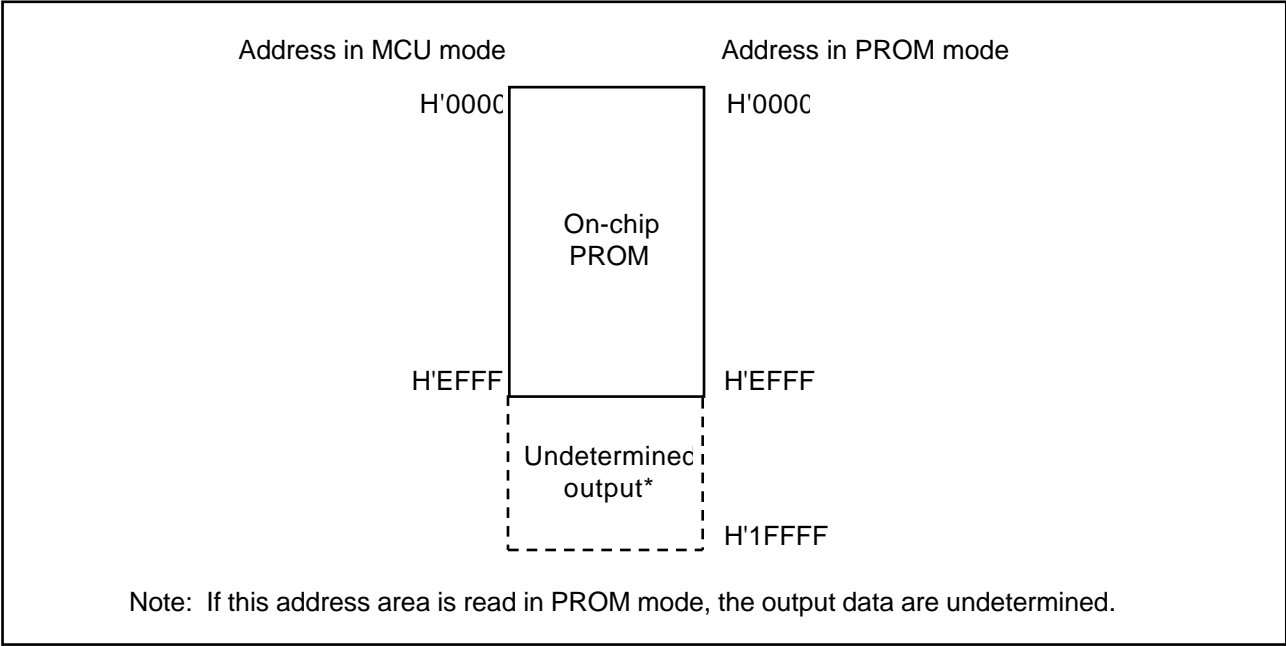 Address in MCU mode Address in PROM mode
H'0000 H'0000
On-chip
PROM
H'EFFF H'EFFF
Undetermined
output*
H'1FFFF
Note: If this address area is read in PROM mode, the output data are undetermined.